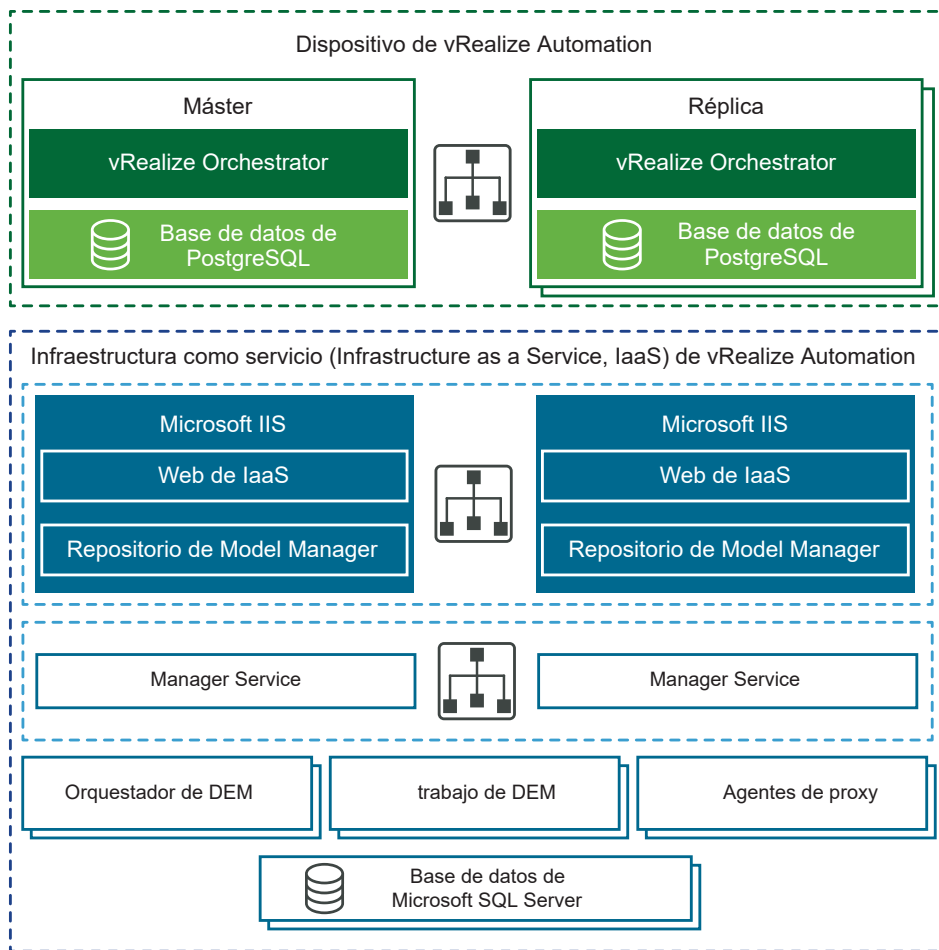 Dispositivo de vRealize Automation
Máster
vRealize Orchestrator
Base de datos de
PostgreSQL
Réplica
vRealize Orchestrator
Base de datos de
PostgreSQL
Infraestructura como servicio (Infrastructure as a Service, IaaS) de vRealize Automation
Microsoft IIS
Web de IaaS
Repositorio de Model Manager
Microsoft IIS
Web de IaaS
Repositorio de Model Manager
Manager Service
Manager Service
Orquestador de DEM
trabajo de DEM
Agentes de proxy
Base de datos de
Microsoft SQL Server